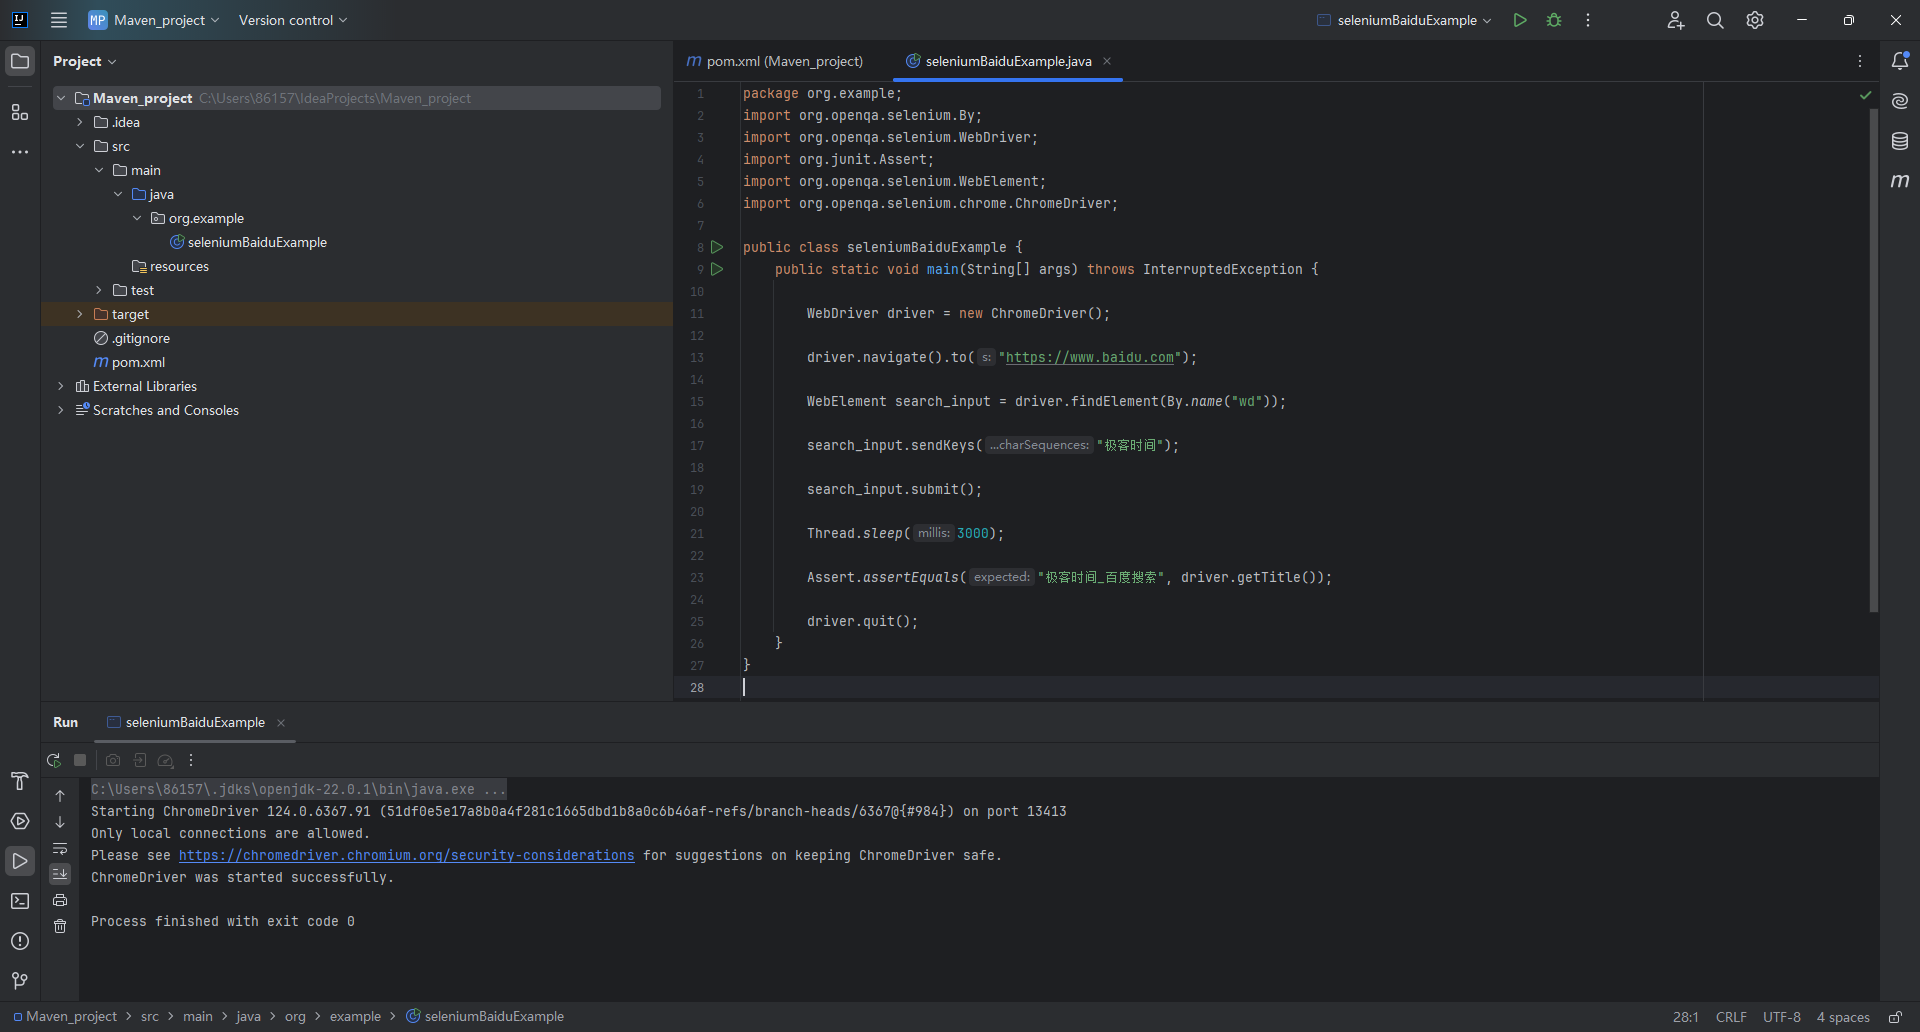 MP Maven_project Version control seleniumBaiduExample
Project
pom.xml (Maven_project) seleniumBaiduExample.java
Maven_project C:\Users\86157\IdeaProjects\Maven_project
.idea
src
main
java
org.example
seleniumBaiduExample
resources
test
target
.gitignore
pom.xml
External Libraries
Scratches and Consoles
1 package org.example;
2 import org.openqa.selenium.By;
3 import org.openqa.selenium.WebDriver;
4 import org.junit.Assert;
5 import org.openqa.selenium.WebElement;
6 import org.openqa.selenium.chrome.ChromeDriver;
7
8 public class seleniumBaiduExample {
9 public static void main(String[] args) throws InterruptedException {
10
11 WebDriver driver = new ChromeDriver();
12
13 driver.navigate().to( s: "https://www.baidu.com");
14
15 WebElement search_input = driver.findElement(By.name("wd"));
16
17 search_input.sendKeys( ...charSequences: "极客时间");
18
19 search_input.submit();
20
21 Thread.sleep( millis: 3000);
22
23 Assert.assertEquals( expected: "极客时间_百度搜索", driver.getTitle());
24
25 driver.quit();
26 }
27 }
28
Run seleniumBaiduExample
C:\Users\86157\.jdks\openjdk-22.0.1\bin\java.exe ...
Starting ChromeDriver 124.0.6367.91 (51df0e5e17a8b0a4f281c1665dbd1b8a0c6b46af-refs/branch-heads/6367@{#984}) on port 13413
Only local connections are allowed.
Please see https://chromedriver.chromium.org/security-considerations for suggestions on keeping ChromeDriver safe.
ChromeDriver was started successfully.
Process finished with exit code 0
Maven_project > src > main > java > org > example > seleniumBaiduExample 28:1 CRLF UTF-8 4 spaces